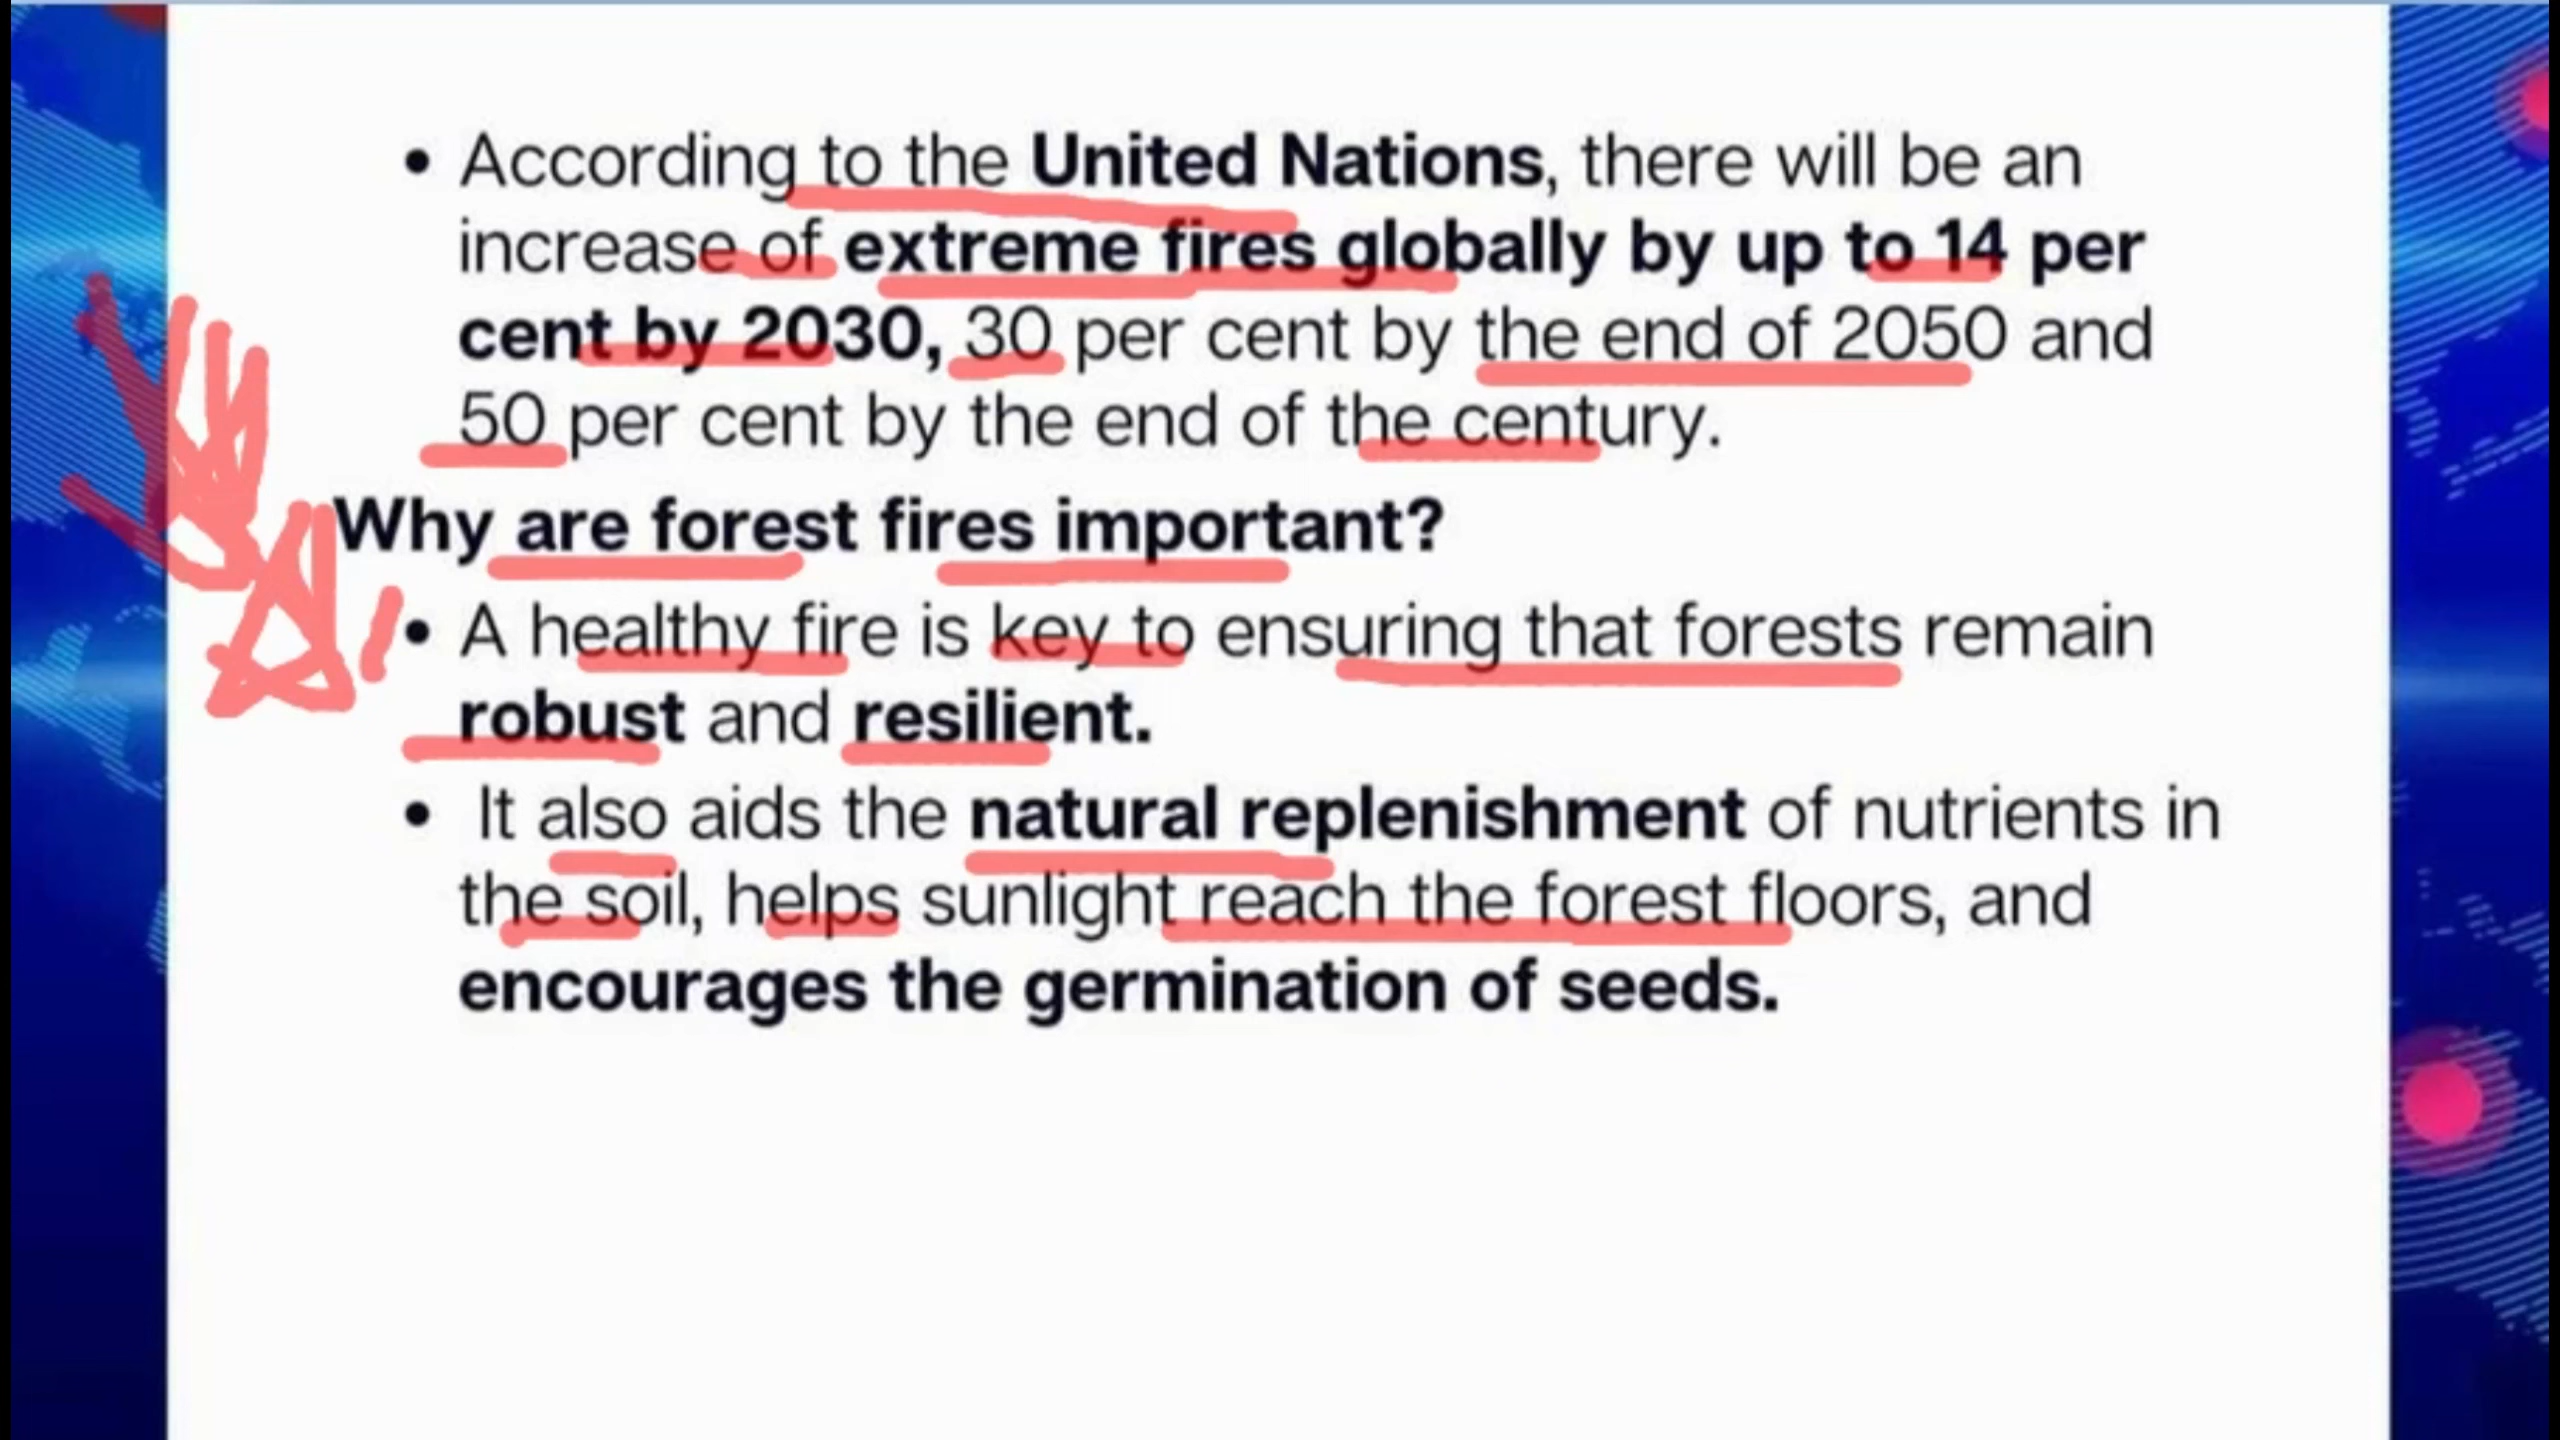 • According to the United Nations, there will be an
increase of extreme fires globally by up to 14 per
cent by 2030, 30 per cent by the end of 2050 and
50 per cent by the end of the century.
Why are forest fires important?
• A healthy fire is key to ensuring that forests remain
robust and resilient.
• It also aids the natural replenishment of nutrients in
the soil, helps sunlight reach the forest floors, and
encourages the germination of seeds.